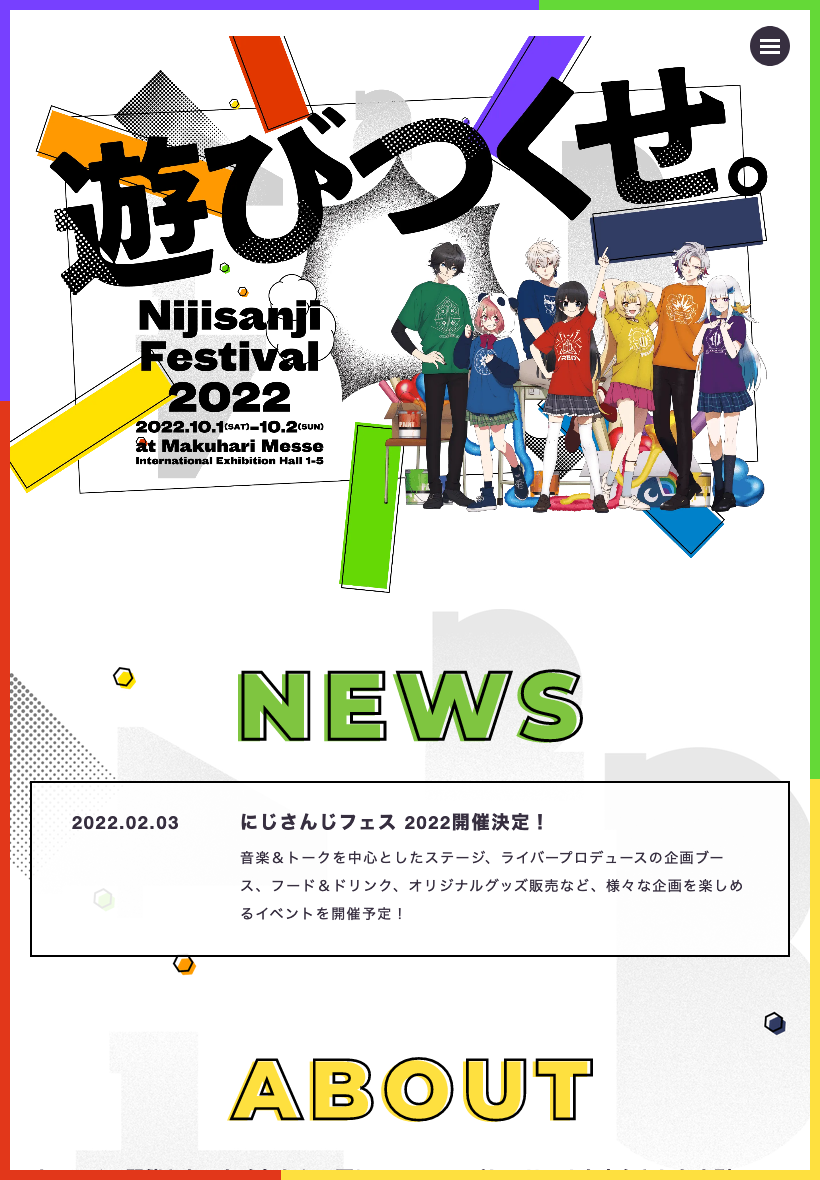 遊びつくせ。
Nijisanji
Festival
2022
2022.10.1(SAT)–10.2(SUN)
at Makuhari Messe
International Exhibition Hall 1-5
NEWS
2022.02.03
にじさんじフェス 2022開催決定！
音楽＆トークを中心としたステージ、ライバープロデュースの企画ブー
ス、フード＆ドリンク、オリジナルグッズ販売など、様々な企画を楽しめ
るイベントを開催予定！
ABOUT